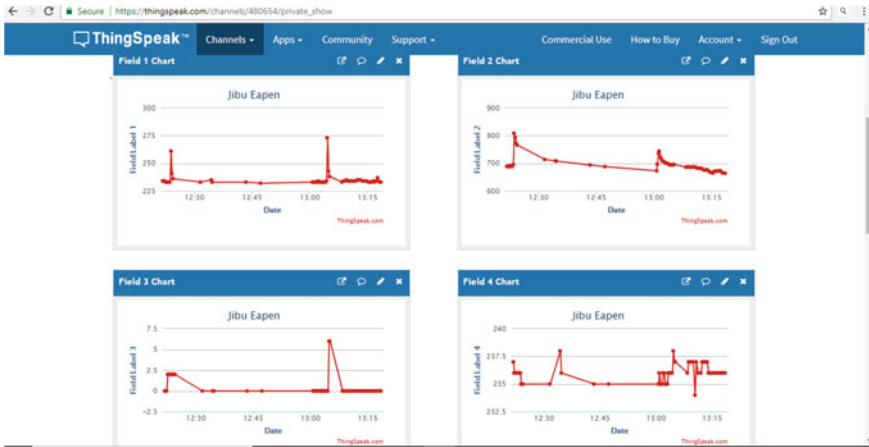 Secure https://thingspeak.com/channels/480654/private_show
ThingSpeak™ Channels Apps Community Support Commercial Use How to Buy Account Sign Out
Field 1 Chart
Jibu Eapen
Field Label 1
300
275
250
225
12:30 12:45 13:00 13:15
Date
ThingSpeak.com
Field 2 Chart
Jibu Eapen
Field Label 2
900
800
700
600
12:30 12:45 13:00 13:15
Date
ThingSpeak.com
Field 3 Chart
Jibu Eapen
Field Label 3
7.5
5
2.5
0
-2.5
12:30 12:45 13:00 13:15
Date
ThingSpeak.com
Field 4 Chart
Jibu Eapen
Field Label 4
240
237.5
235
232.5
12:30 12:45 13:00 13:15
Date
ThingSpeak.com